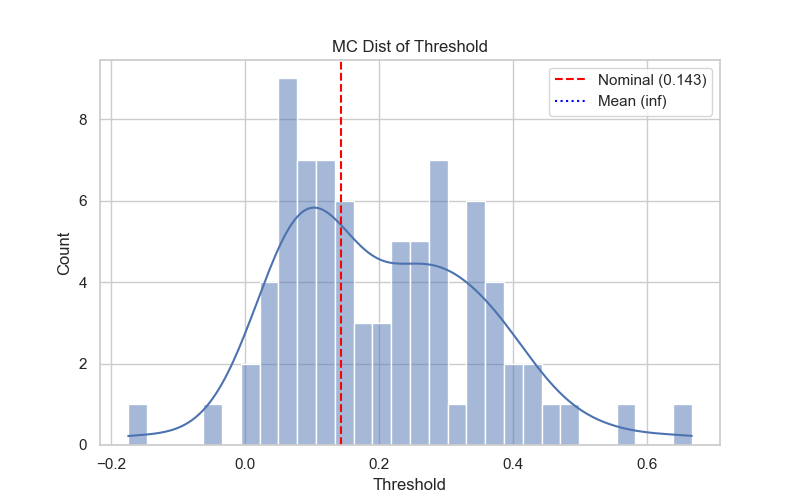 MC Dist of Threshold
Nominal (0.143)
Mean (inf)
Count
8
6
4
2
0
−0.2
0.0
0.2
0.4
0.6
Threshold